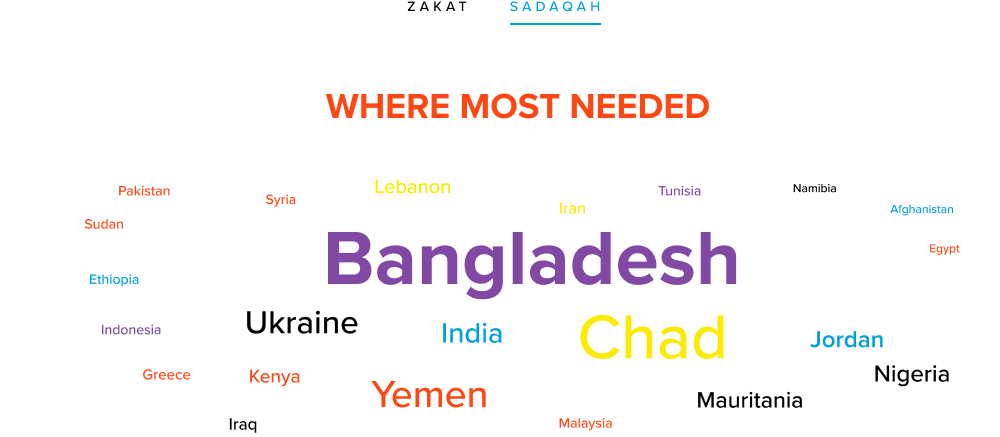 ZAKAT SADAQAH
WHERE MOST NEEDED
Pakistan Syria Lebanon Iran Tunisia Namibia Afghanistan
Sudan Egypt
Bangladesh
Ethiopia
Indonesia Ukraine India Chad Jordan
Greece Kenya Yemen Mauritania Nigeria
Iraq Malaysia